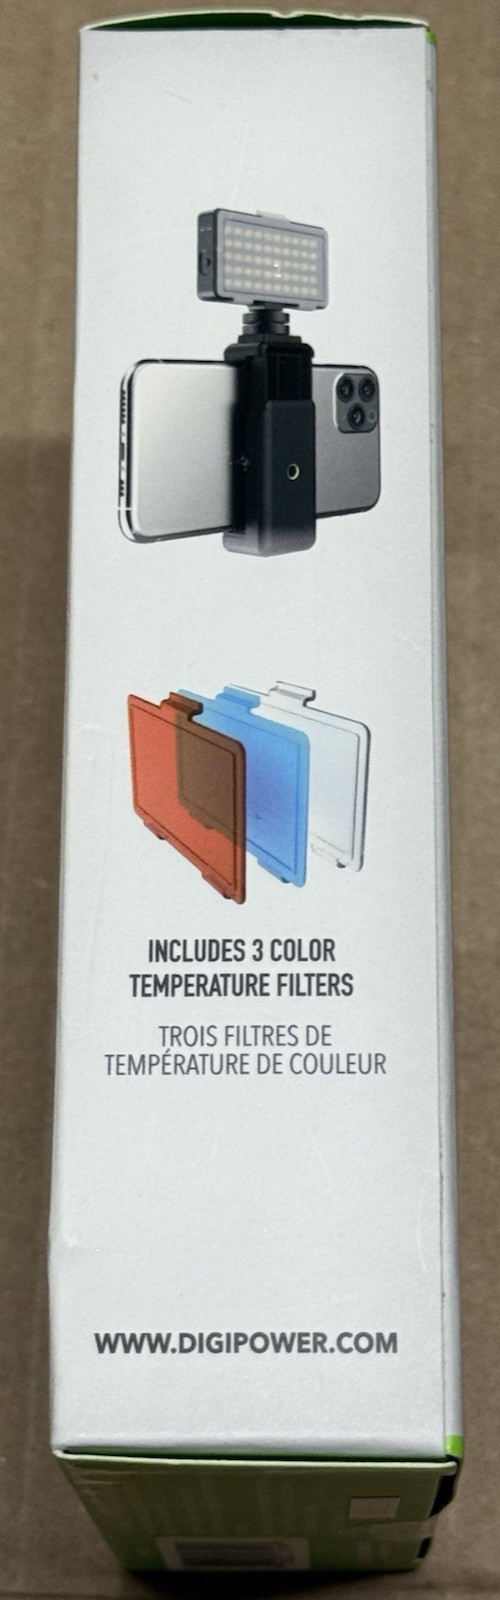 INCLUDES 3 COLOR
TEMPERATURE FILTERS
TROIS FILTRES DE
TEMPÉRATURE DE COULEUR
WWW.DIGIPOWER.COM